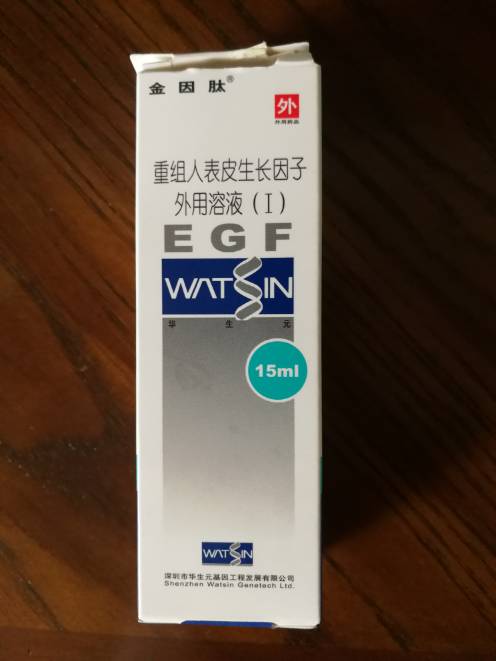 金因肽®
外
外用药品
重组人表皮生长因子
外用溶液（I）
EGF
WATSIN
华生元
15ml
WATSIN
深圳市华生元基因工程发展有限公司
Shenzhen Watsin Genetech Ltd.